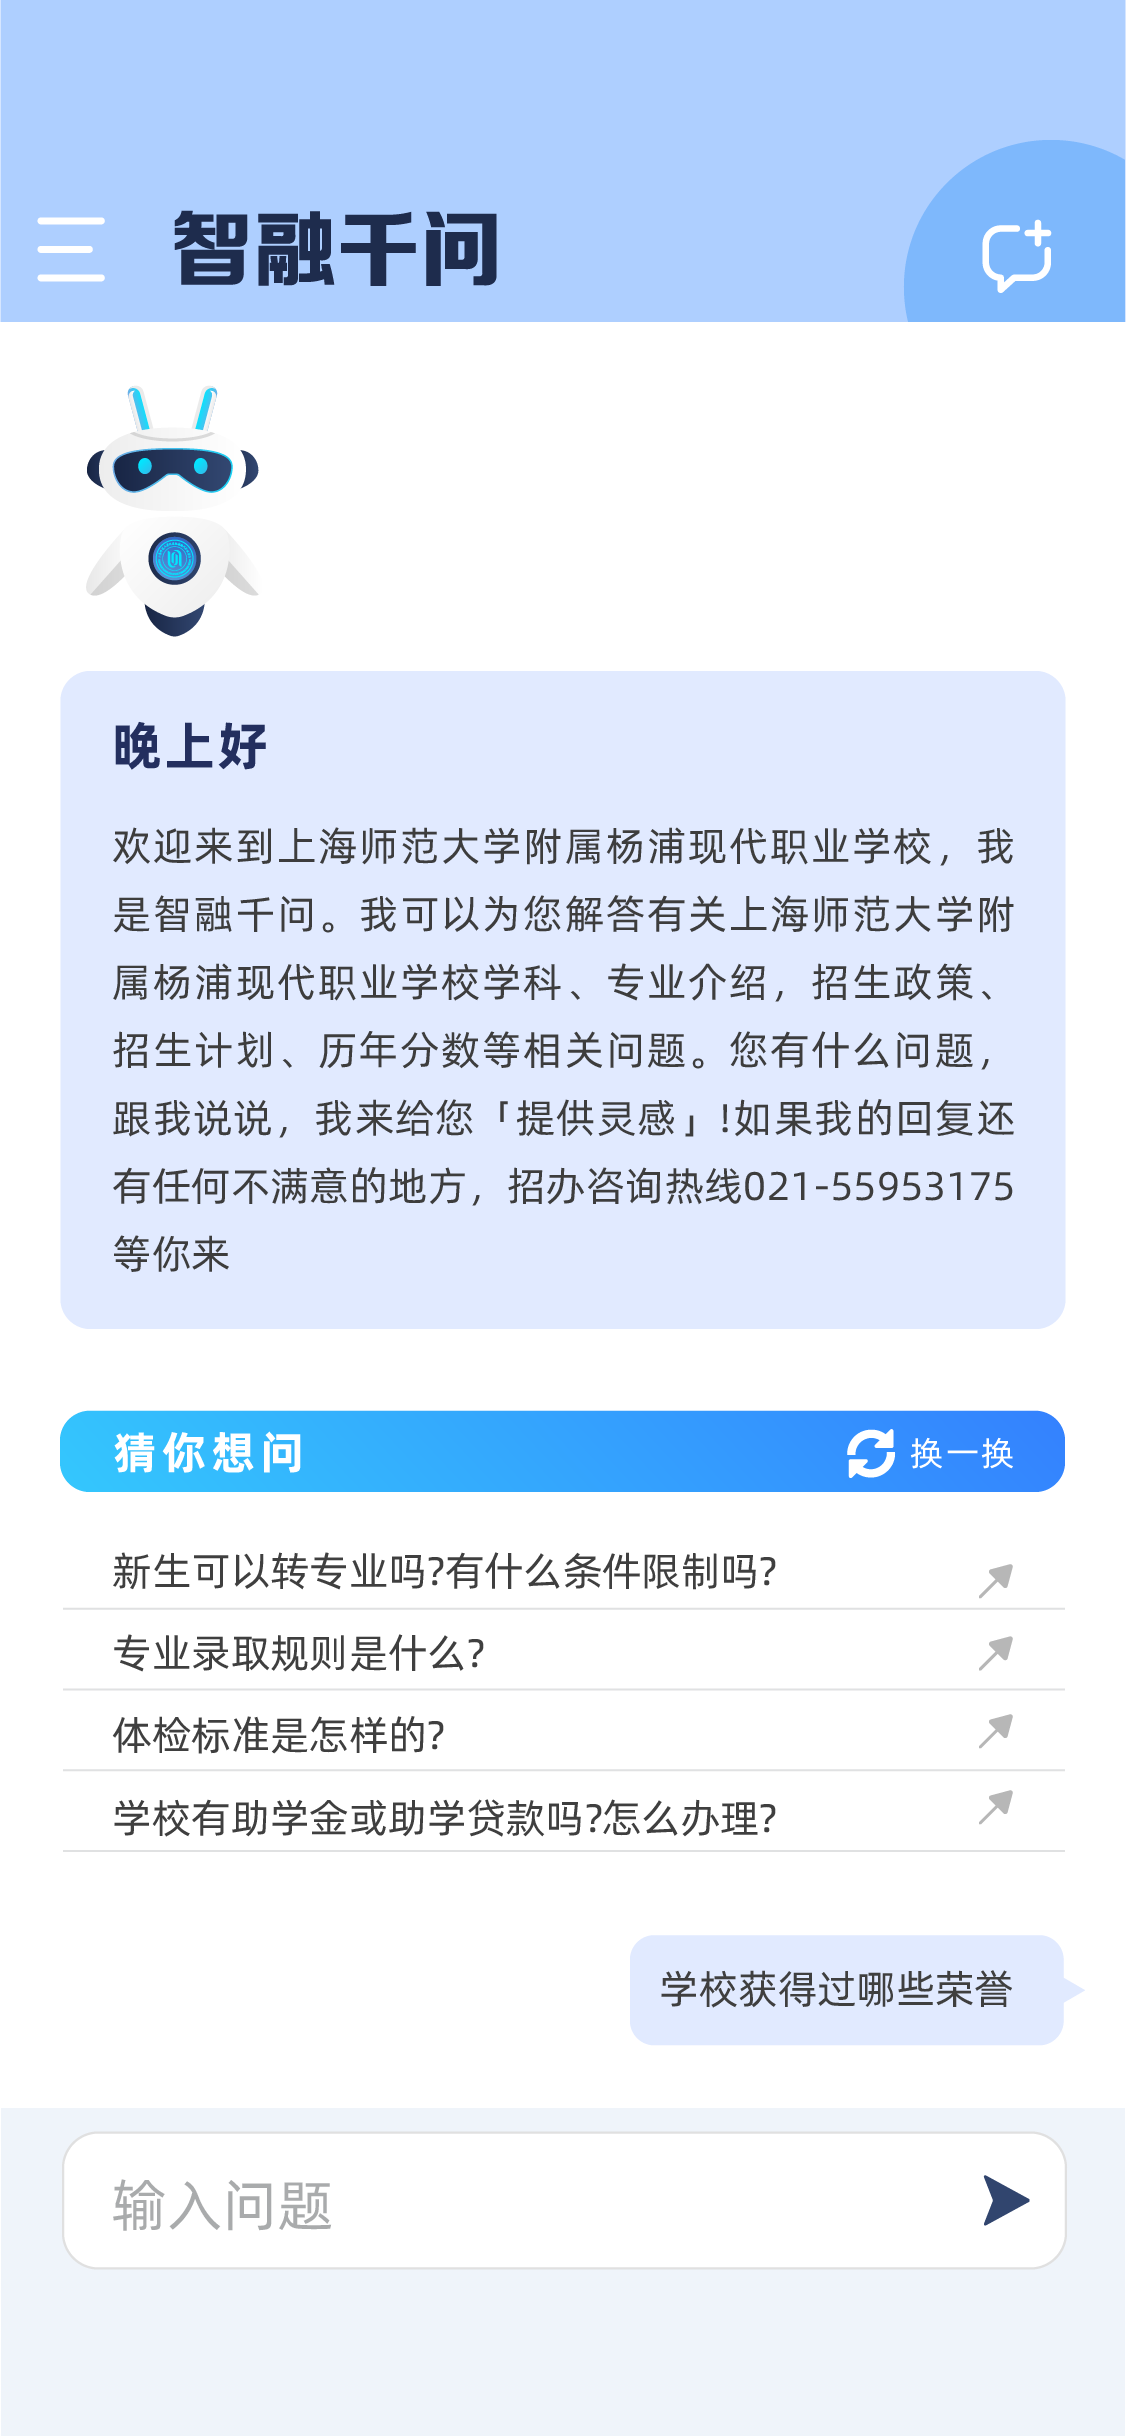 智融千问
晚上好
欢迎来到上海师范大学附属杨浦现代职业学校，我
是智融千问。我可以为您解答有关上海师范大学附
属杨浦现代职业学校学科、专业介绍，招生政策、
招生计划、历年分数等相关问题。您有什么问题，
跟我说说，我来给您「提供灵感」!如果我的回复还
有任何不满意的地方，招办咨询热线021-55953175
等你来
猜你想问
换一换
新生可以转专业吗?有什么条件限制吗?
专业录取规则是什么?
体检标准是怎样的?
学校有助学金或助学贷款吗?怎么办理?
学校获得过哪些荣誉
输入问题